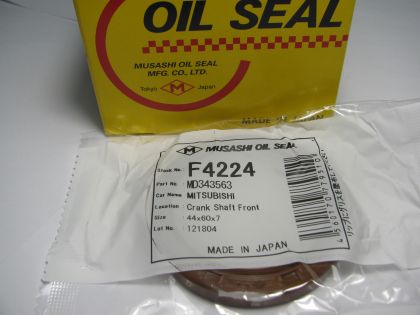 OIL SEAL
MUSASHI OIL SEAL
MFG. CO., LTD.
Tokyo M Japan
MADE IN JAPAN
M MUSASHI OIL SEAL
Stock No. F4224
Part No. MD343563
Car Name MITSUBISHI
Location Crank Shaft Front
Size 44x60x7
Lot No. 121804
MADE IN JAPAN